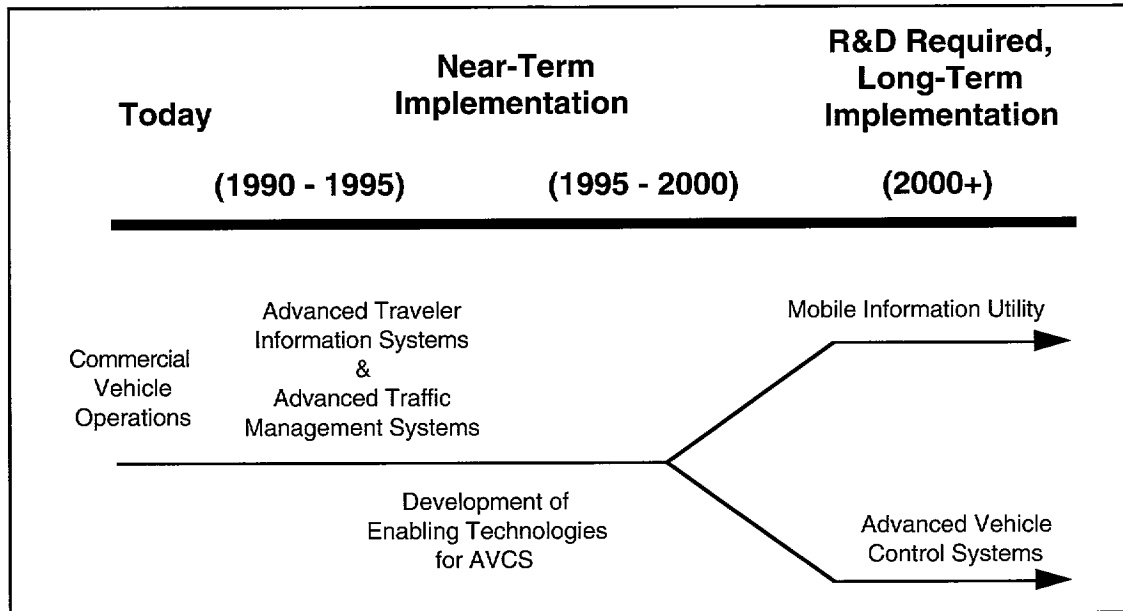 Today
Near-Term
Implementation
R&D Required,
Long-Term
Implementation
(1990 - 1995)
(1995 - 2000)
(2000+)
Commercial
Vehicle
Operations
Advanced Traveler
Information Systems
&
Advanced Traffic
Management Systems
Development of
Enabling Technologies
for AVCS
Mobile Information Utility
Advanced Vehicle
Control Systems